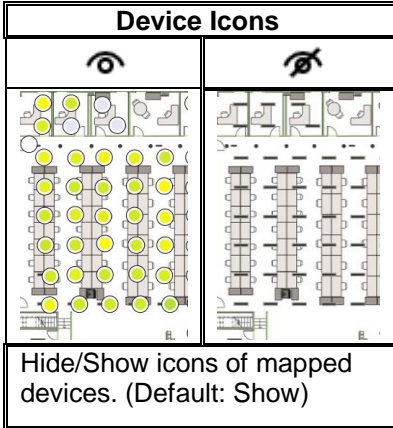 Device Icons
Hide/Show icons of mapped
devices. (Default: Show)